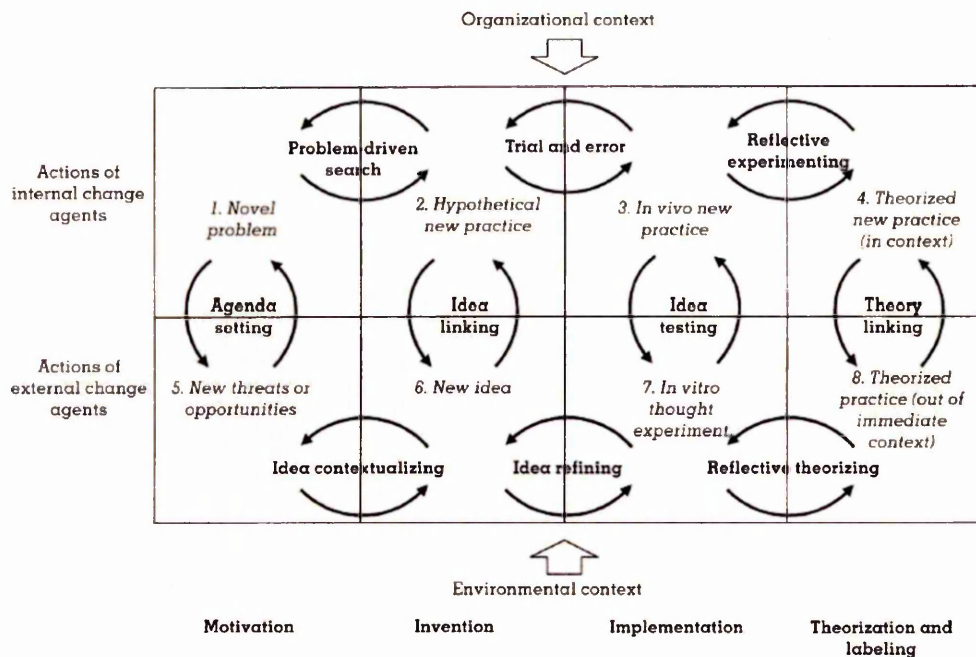 Organizational context
Actions of
internal change
agents
Problem driven
search
Trial and error
Reflective
experimenting
1. Novel
problem
2. Hypothetical
new practice
3. In vivo new
practice
4. Theorized
new practice
(in context)
Agenda
setting
Idea
linking
Idea
testing
Theory
linking
Actions of
external change
agents
5. New threats or
opportunities
6. New idea
7. In vitro
thought
experiment
8. Theorized
practice (out of
immediate
context)
Idea contextualizing
Idea refining
Reflective theorizing
Environmental context
Motivation
Invention
Implementation
Theorization and
labeling